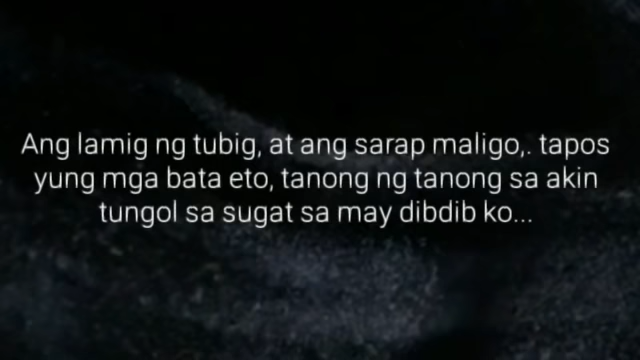 Ang lamig ng tubig, at ang sarap maligo,. tapos
yung mga bata eto, tanong ng tanong sa akin
tungol sa sugat sa may dibdib ko...